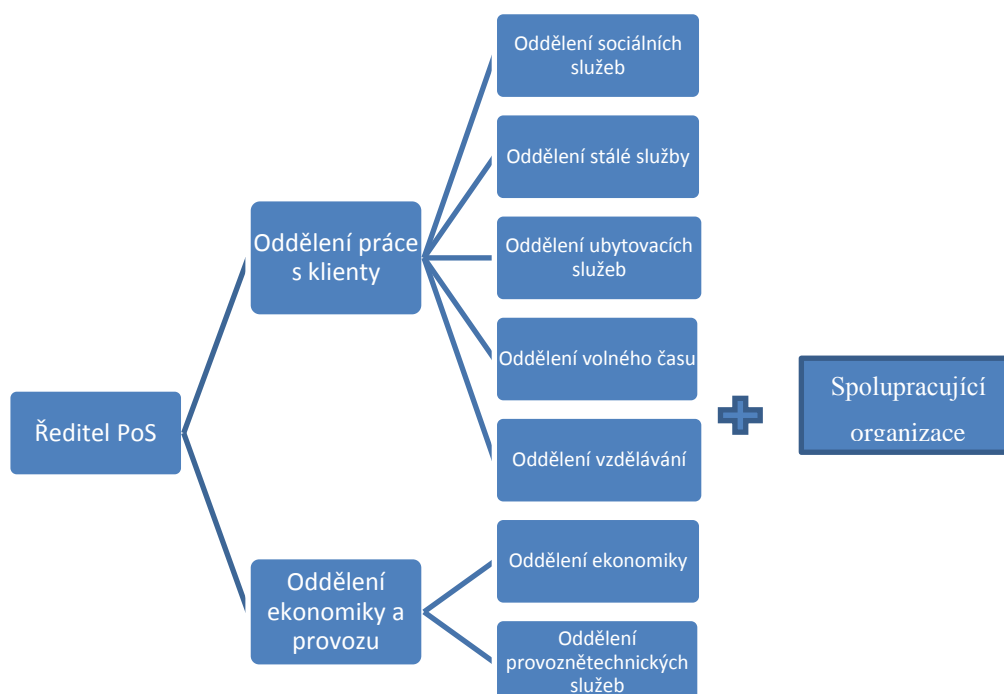 Oddělení sociálních
služeb
Oddělení stálé služby
Oddělení práce
s klienty
Oddělení ubytovacích
služeb
Oddělení volného času
Spolupracující
organizace
Ředitel PoS
Oddělení vzdělávání
Oddělení
ekonomiky a
provozu
Oddělení ekonomiky
Oddělení
provoznětechnických
služeb